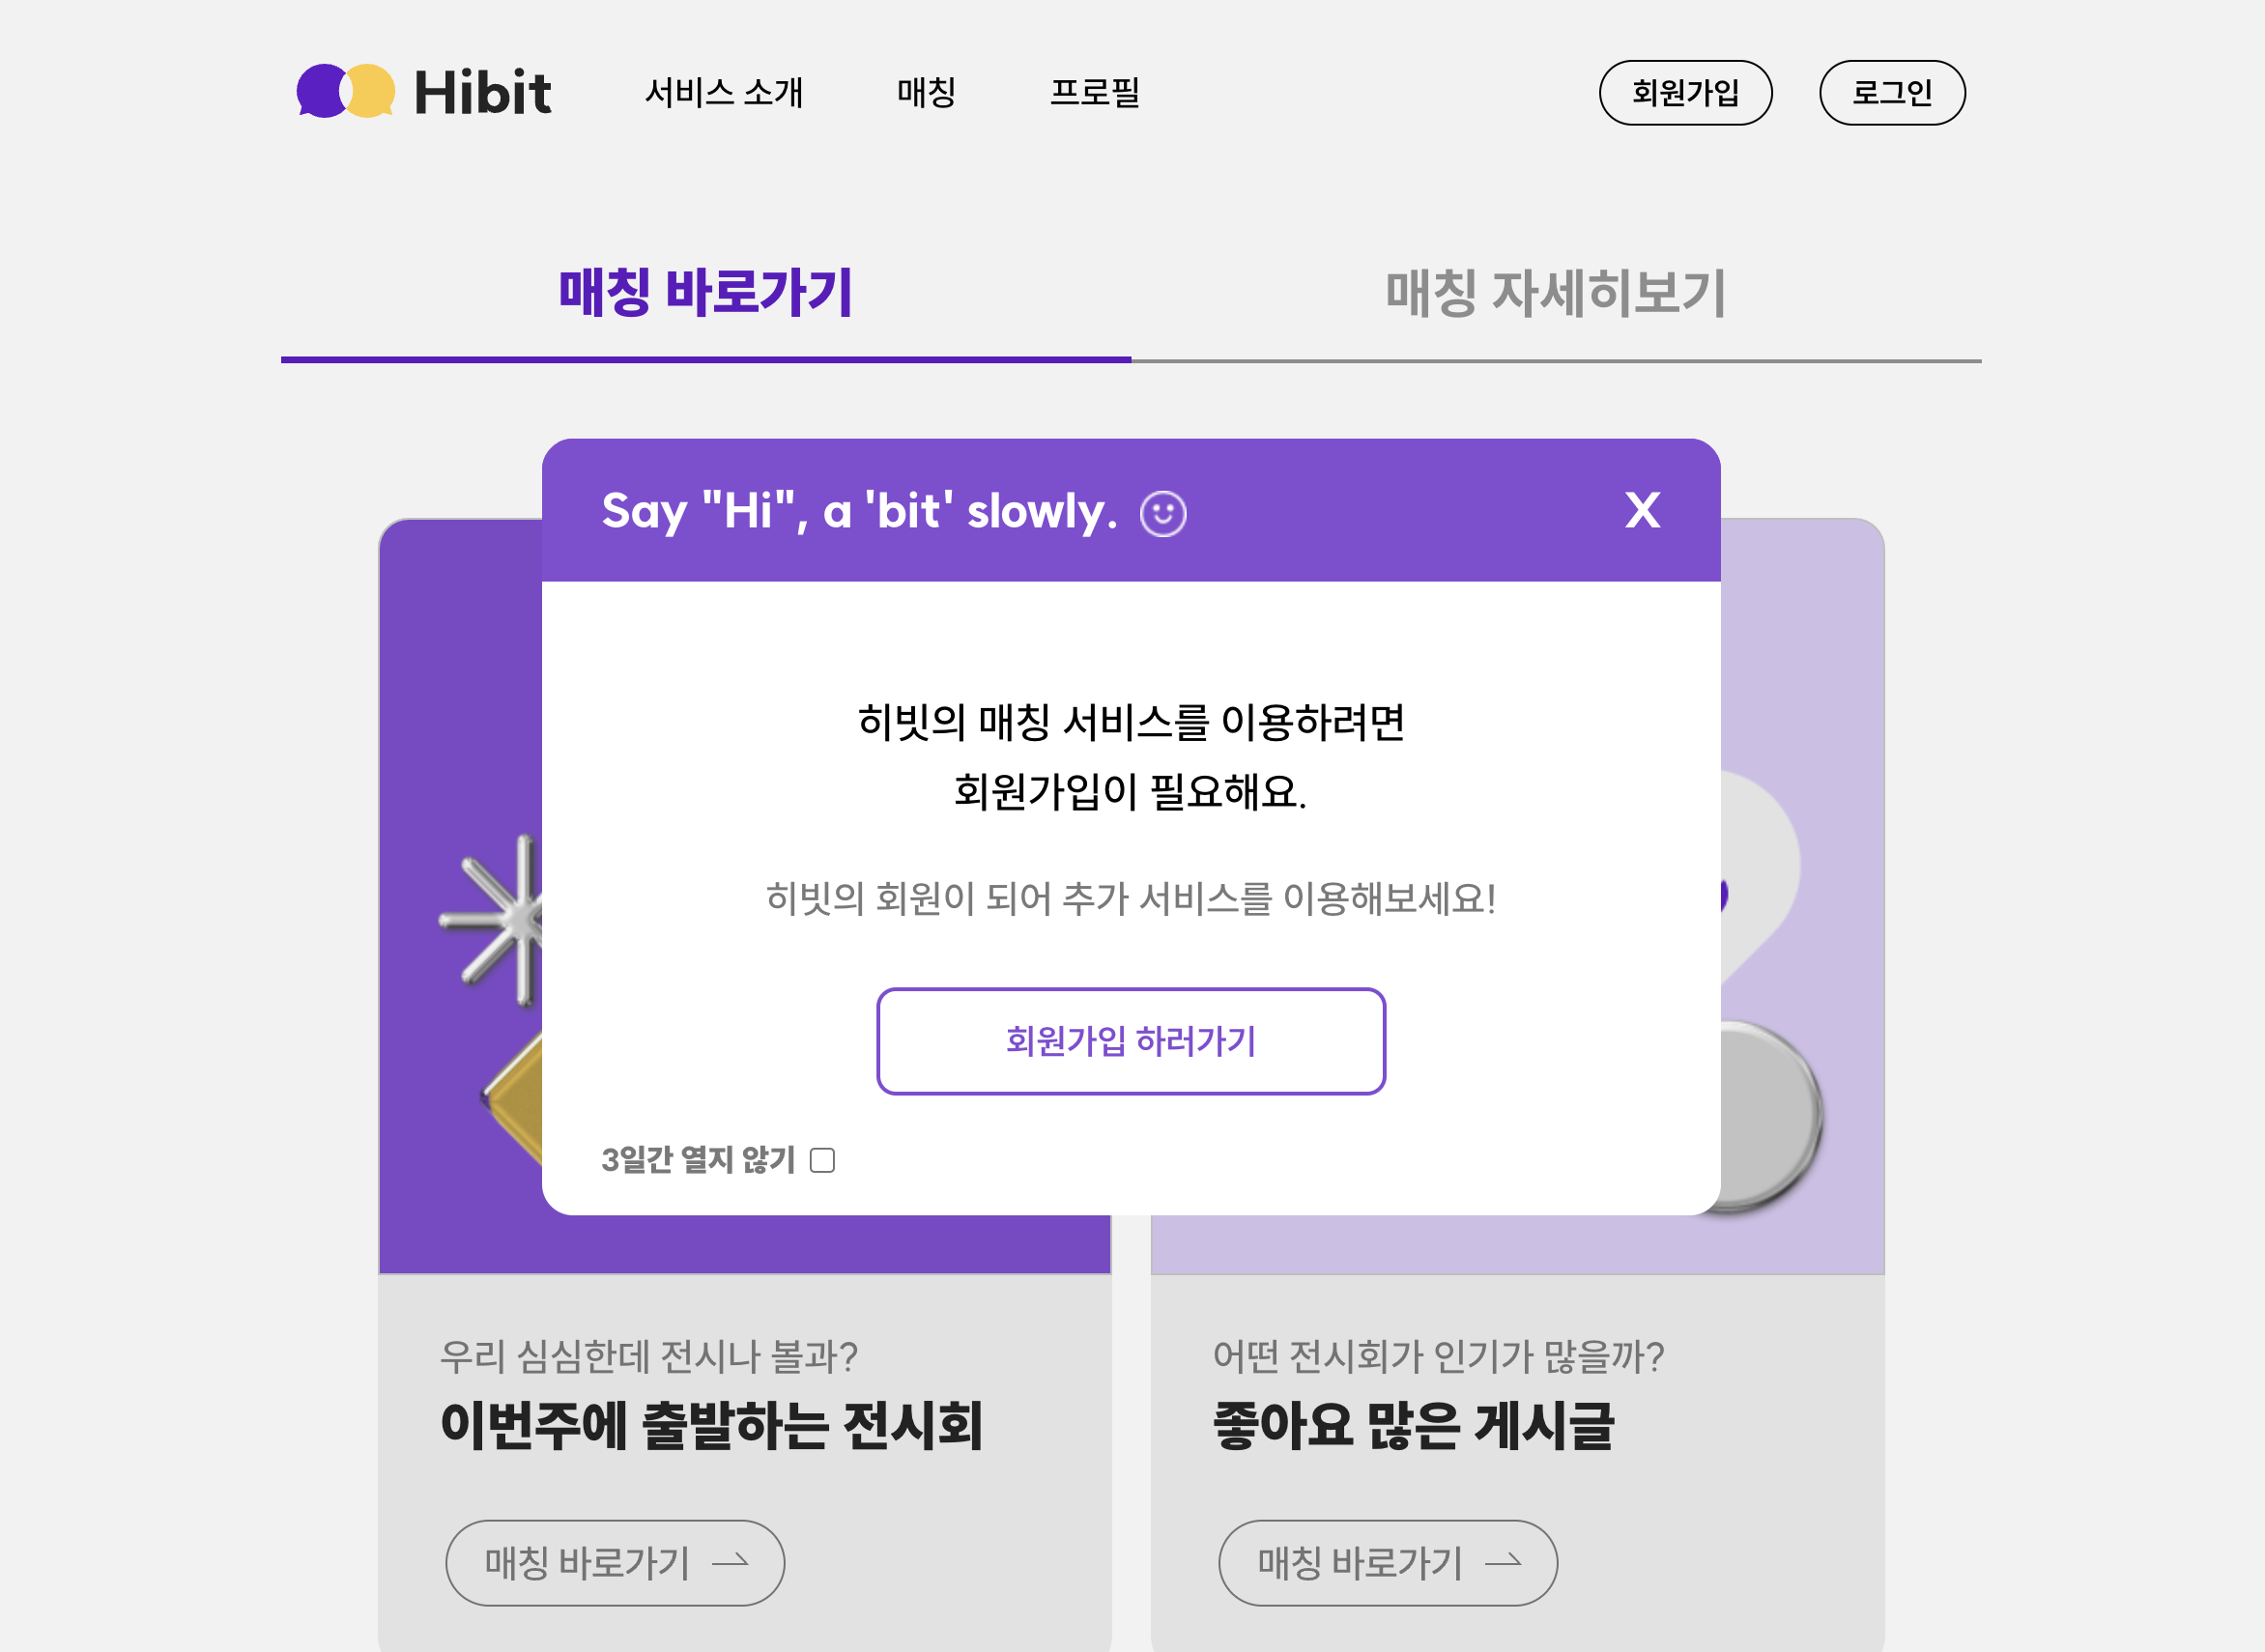 Hibit
서비스 소개
매칭
프로필
회원가입
로그인
매칭 바로가기
매칭 자세히보기
Say "Hi", a 'bit' slowly.
X
히빗의 매칭 서비스를 이용하려면
회원가입이 필요해요.
히빗의 회원이 되어 추가 서비스를 이용해보세요!
회원가입 하러가기
3일간 열지 않기
우리 심심한데 전시나 볼과?
이번주에 출발하는 전시회
매칭 바로가기
어떤 전시회가 인기가 많을까?
좋아요 많은 게시글
매칭 바로가기